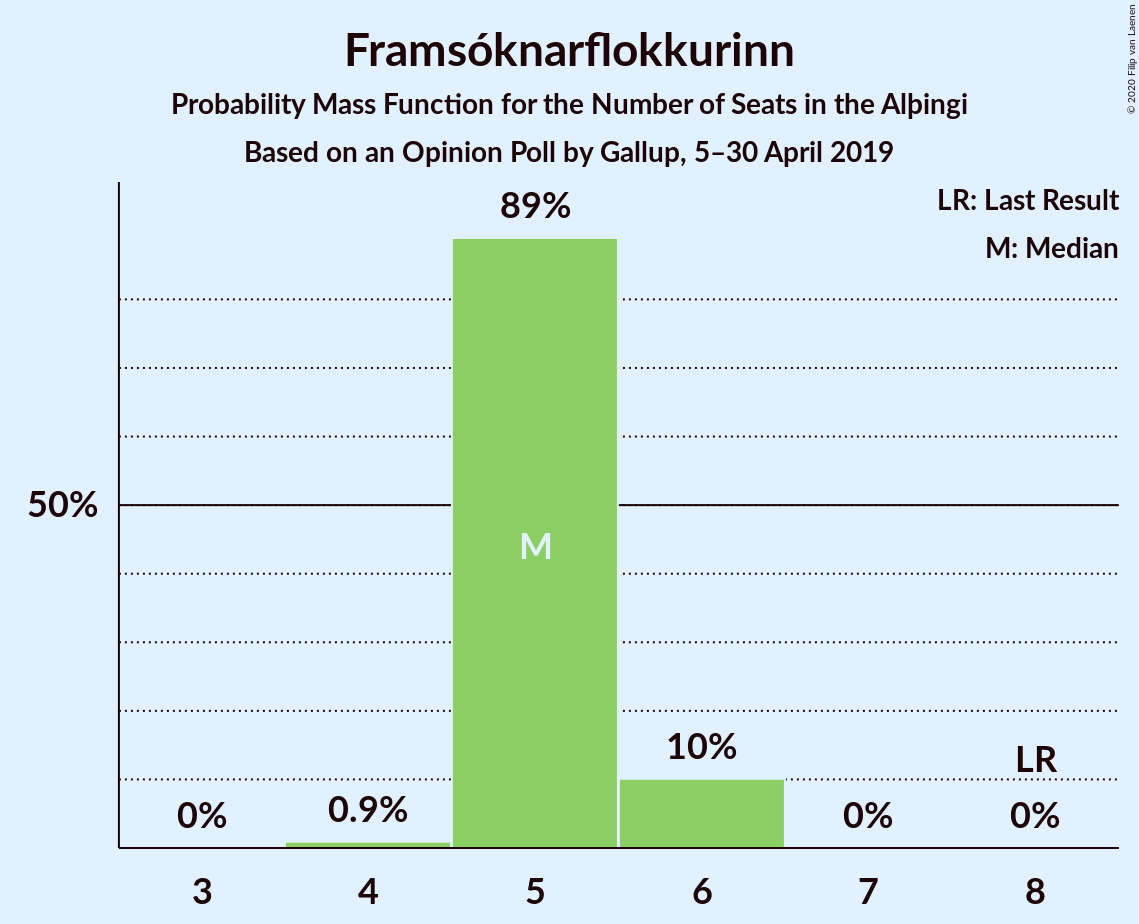 Framsóknarflokkurinn
Probability Mass Function for the Number of Seats in the Alþingi
Based on an Opinion Poll by Gallup, 5–30 April 2019
© 2020 Filip van Laenen
LR: Last Result
M: Median
89%
50%
M
10%
LR
0%
0.9%
0%
0%
3
4
5
6
7
8